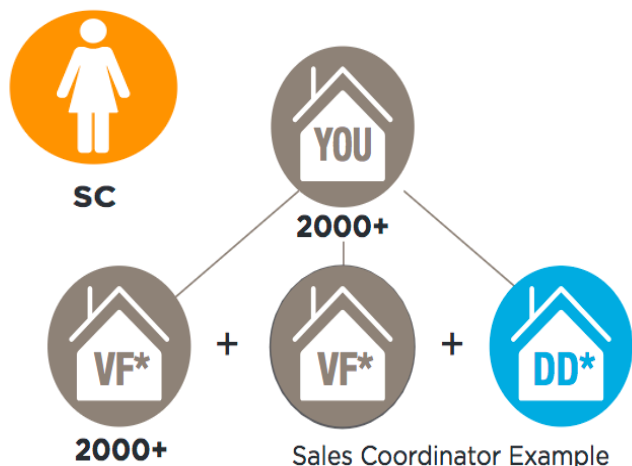 YOU
SC
2000+
VF* + VF* + DD*
2000+
Sales Coordinator Example